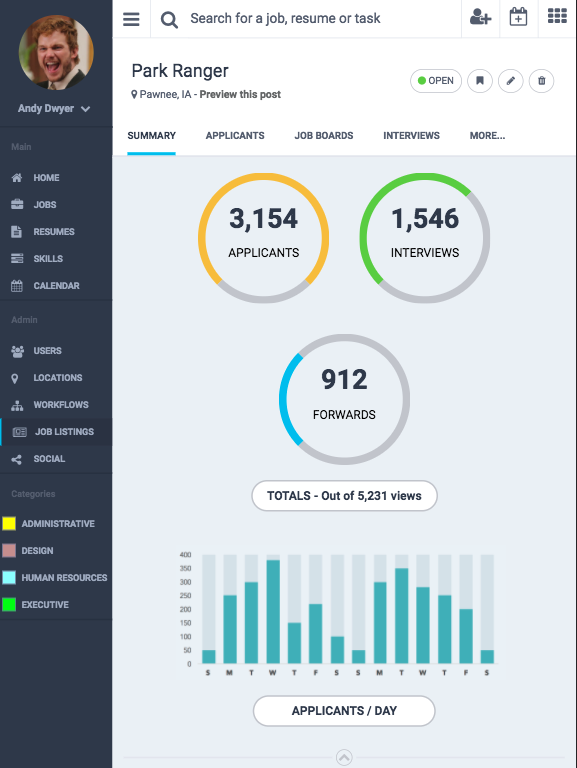 Search for a job, resume or task
Andy Dwyer
Main
HOME
JOBS
RESUMES
SKILLS
CALENDAR
Admin
USERS
LOCATIONS
WORKFLOWS
JOB LISTINGS
SOCIAL
Categories
ADMINISTRATIVE
DESIGN
HUMAN RESOURCES
EXECUTIVE
Park Ranger
Pawnee, IA - Preview this post
OPEN
SUMMARY APPLICANTS JOB BOARDS INTERVIEWS MORE...
3,154
APPLICANTS
1,546
INTERVIEWS
912
FORWARDS
TOTALS - Out of 5,231 views
400
350
300
250
200
150
100
50
0
S M T W T F S S M T W T F S
APPLICANTS / DAY